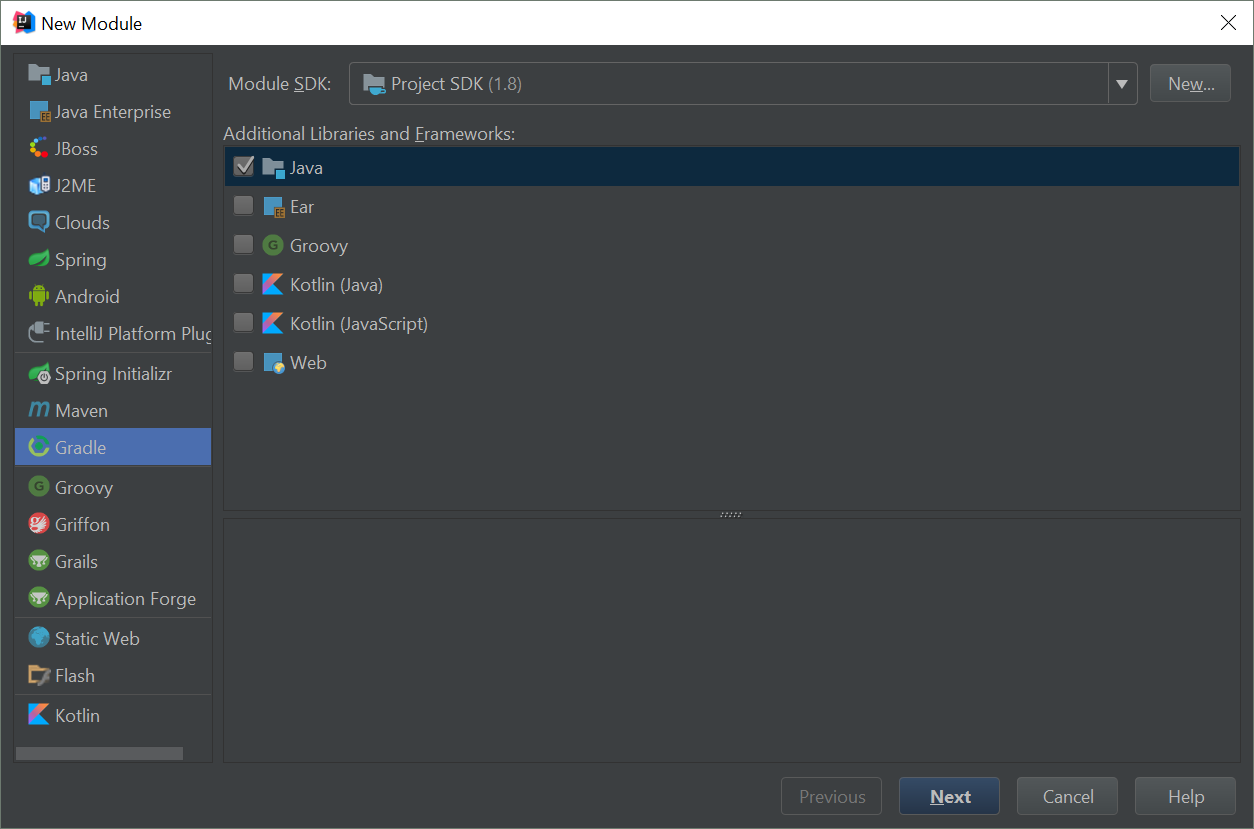 New Module
Java
Java Enterprise
JBoss
J2ME
Clouds
Spring
Android
IntelliJ Platform Plug
Spring Initializr
Maven
Gradle
Groovy
Griffon
Grails
Application Forge
Static Web
Flash
Kotlin
Module SDK:
Project SDK (1.8)
New...
Additional Libraries and Frameworks:
Java
Ear
Groovy
Kotlin (Java)
Kotlin (JavaScript)
Web
Previous
Next
Cancel
Help